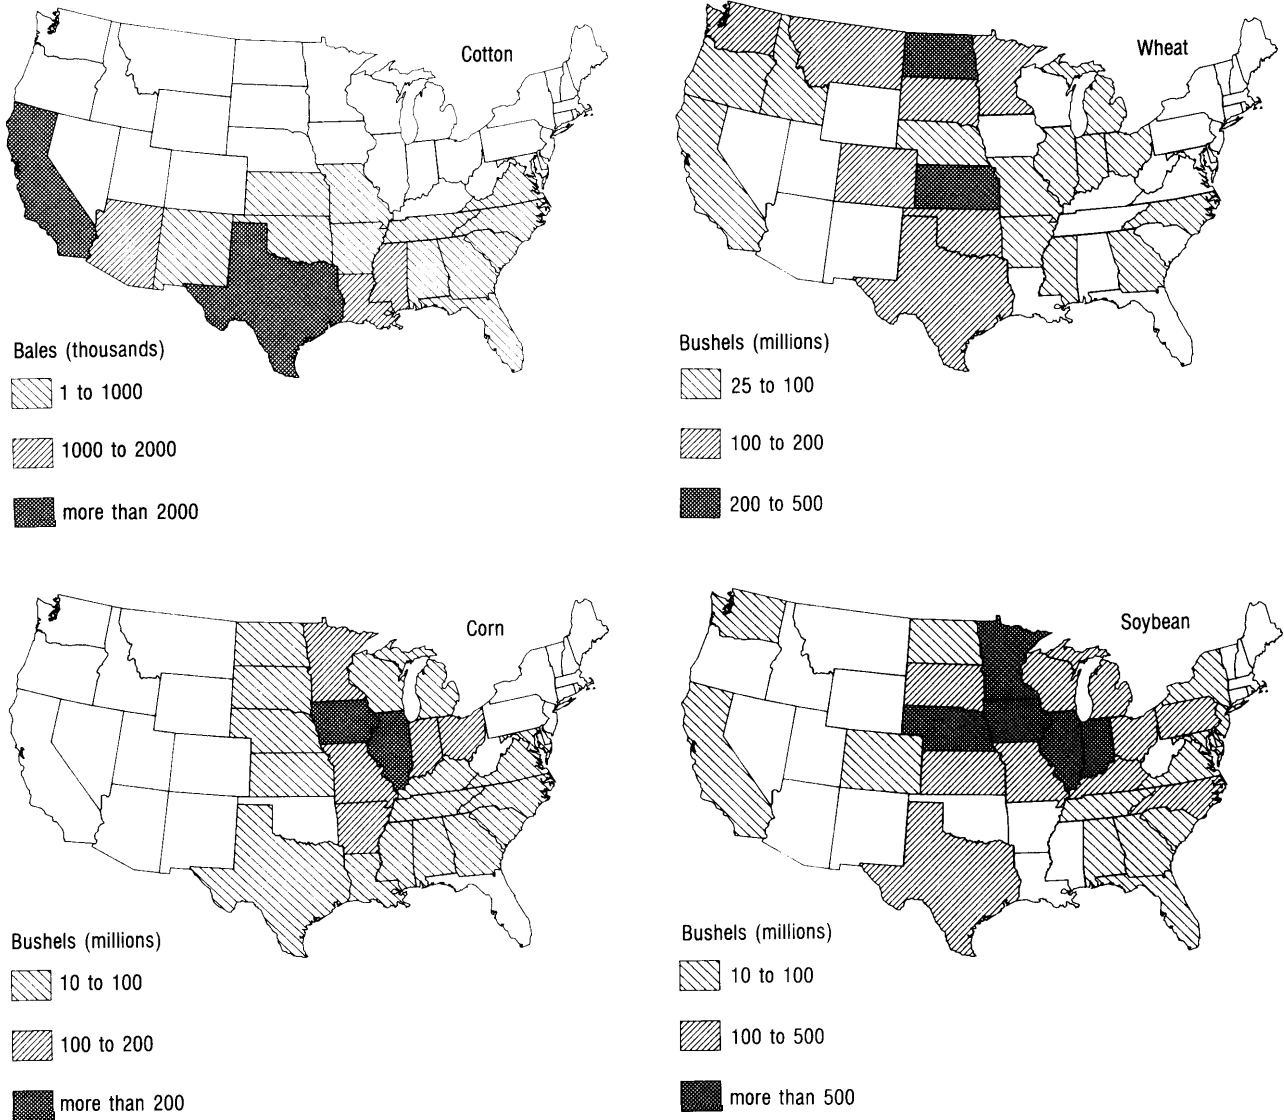 Cotton
Bales (thousands)
1 to 1000
1000 to 2000
more than 2000
Wheat
Bushels (millions)
25 to 100
100 to 200
200 to 500
Corn
Bushels (millions)
10 to 100
100 to 200
more than 200
Soybean
Bushels (millions)
10 to 100
100 to 500
more than 500